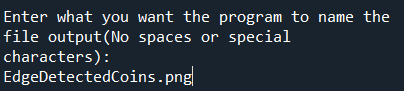 Enter what you want the program to name the
file output(No spaces or special
characters):
EdgeDetectedCoins.png